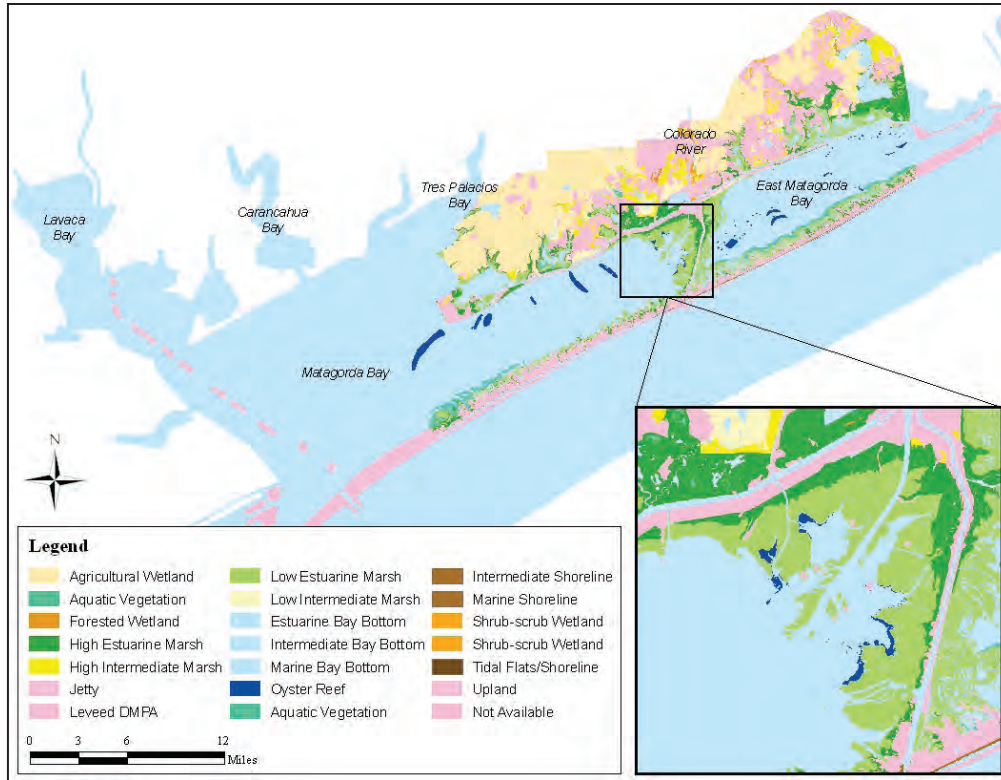 Colorado
River
Tres Palacios
Bay
East Matagorda
Bay
Lavaca
Bay
Carancahua
Bay
Matagorda Bay
N
Legend
Agricultural Wetland
Aquatic Vegetation
Forested Wetland
High Estuarine Marsh
High Intermediate Marsh
Jetty
Leveed DMPA
Low Estuarine Marsh
Low Intermediate Marsh
Estuarine Bay Bottom
Intermediate Bay Bottom
Marine Bay Bottom
Oyster Reef
Aquatic Vegetation
Intermediate Shoreline
Marine Shoreline
Shrub-scrub Wetland
Shrub-scrub Wetland
Tidal Flats/Shoreline
Upland
Not Available
0 3 6 12
Miles